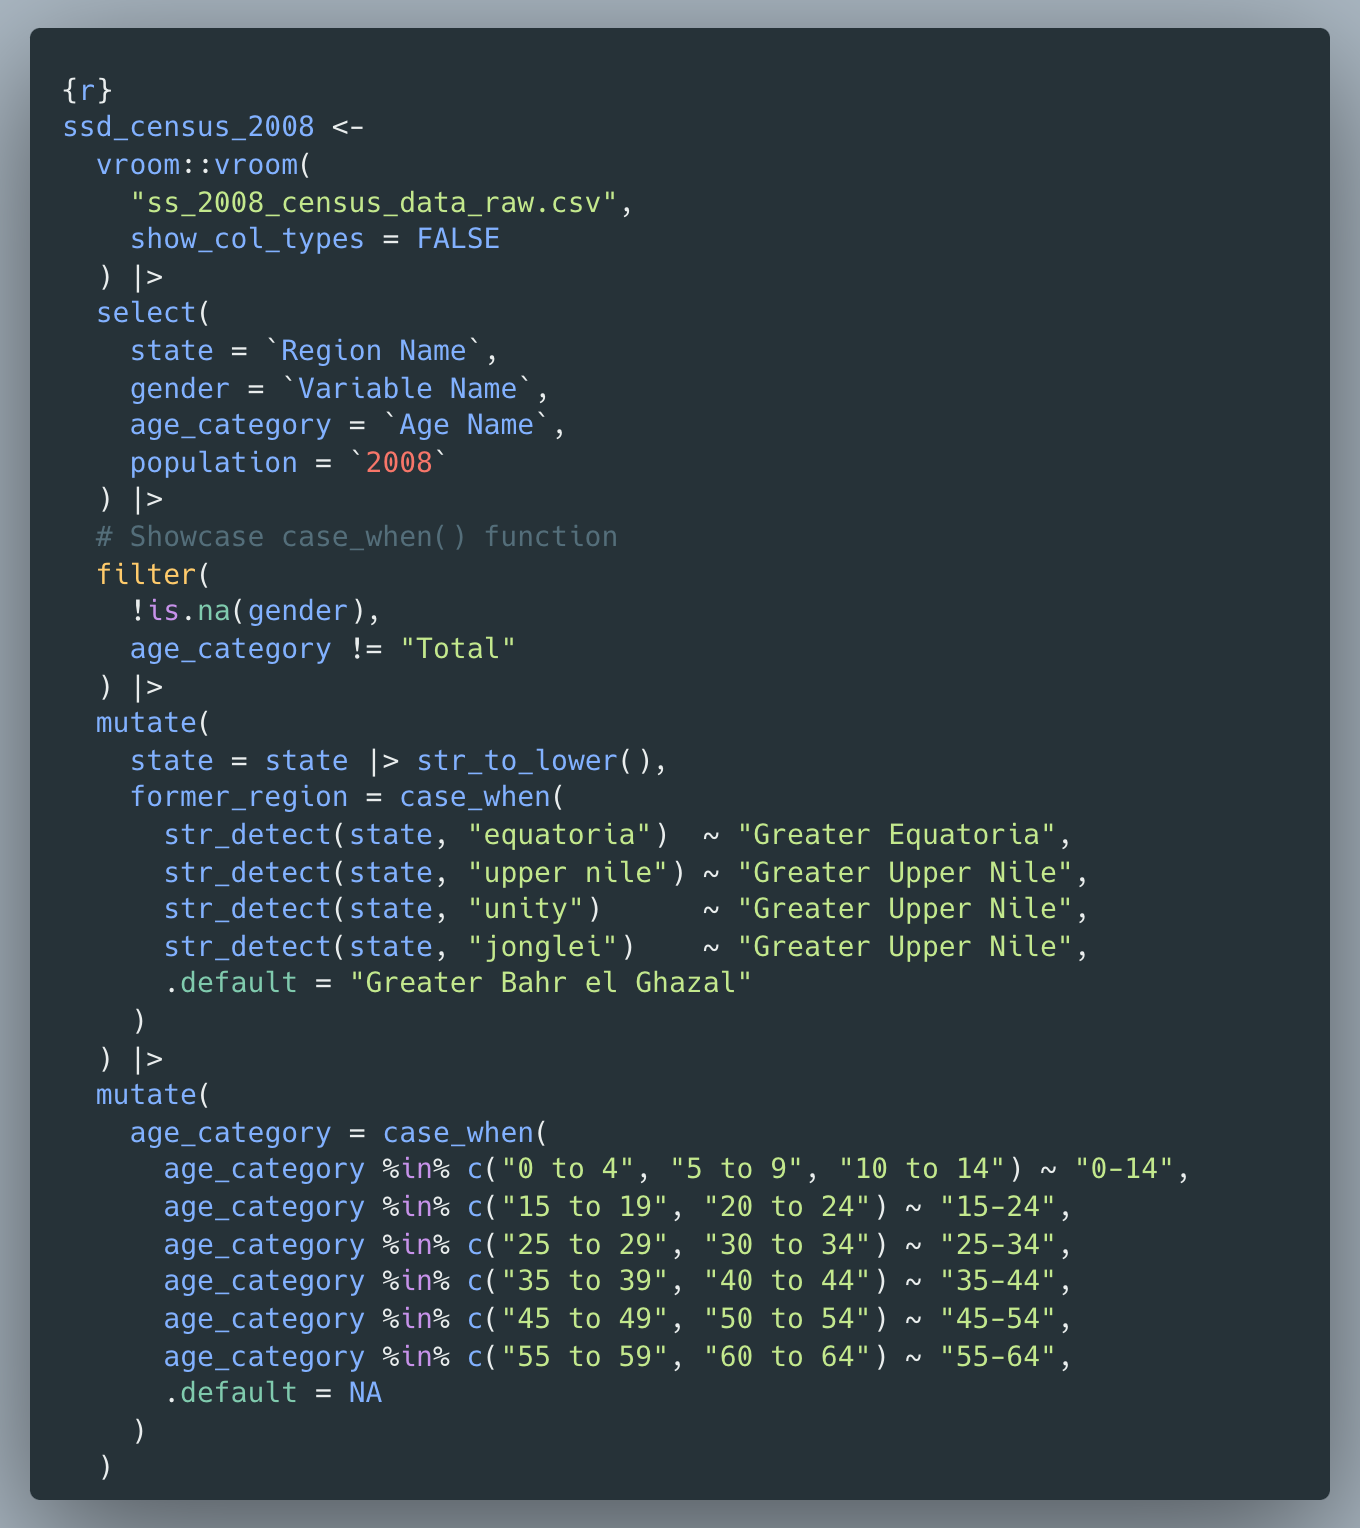 {r}
ssd_census_2008 <-
  vroom::vroom(
    "ss_2008_census_data_raw.csv",
    show_col_types = FALSE
  ) |>
  select(
    state = `Region Name`,
    gender = `Variable Name`,
    age_category = `Age Name`,
    population = `2008`
  ) |>
  # Showcase case_when() function
  filter(
    !is.na(gender),
    age_category != "Total"
  ) |>
  mutate(
    state = state |> str_to_lower(),
    former_region = case_when(
      str_detect(state, "equatoria")  ~ "Greater Equatoria",
      str_detect(state, "upper nile") ~ "Greater Upper Nile",
      str_detect(state, "unity")      ~ "Greater Upper Nile",
      str_detect(state, "jonglei")    ~ "Greater Upper Nile",
      .default = "Greater Bahr el Ghazal"
    )
  ) |>
  mutate(
    age_category = case_when(
      age_category %in% c("0 to 4", "5 to 9", "10 to 14") ~ "0-14",
      age_category %in% c("15 to 19", "20 to 24") ~ "15-24",
      age_category %in% c("25 to 29", "30 to 34") ~ "25-34",
      age_category %in% c("35 to 39", "40 to 44") ~ "35-44",
      age_category %in% c("45 to 49", "50 to 54") ~ "45-54",
      age_category %in% c("55 to 59", "60 to 64") ~ "55-64",
      .default = NA
    )
  )